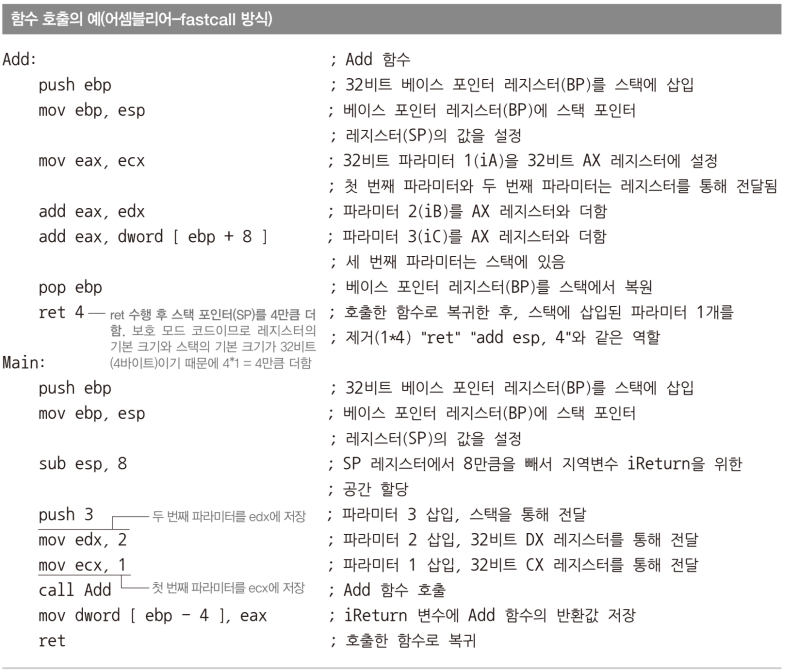 함수 호출의 예(어셈블리어-fastcall 방식)
Add: ; Add 함수
push ebp ; 32비트 베이스 포인터 레지스터(BP)를 스택에 삽입
mov ebp, esp ; 베이스 포인터 레지스터(BP)에 스택 포인터
; 레지스터(SP)의 값을 설정
mov eax, ecx ; 32비트 파라미터 1(iA)을 32비트 AX 레지스터에 설정
; 첫 번째 파라미터와 두 번째 파라미터는 레지스터를 통해 전달됨
add eax, edx ; 파라미터 2(iB)를 AX 레지스터와 더함
add eax, dword [ ebp + 8 ] ; 파라미터 3(iC)를 AX 레지스터와 더함
; 세 번째 파라미터는 스택에 있음
pop ebp ; 베이스 포인터 레지스터(BP)를 스택에서 복원
ret 4 ; 호출한 함수로 복귀한 후, 스택에 삽입된 파라미터 1개를
; 제거(1*4) "ret" "add esp, 4"와 같은 역할
ret 수행 후 스택 포인터(SP)를 4만큼 더
함. 보호 모드 코드이므로 레지스터의
기본 크기와 스택의 기본 크기가 32비트
(4바이트)이기 때문에 4*1 = 4만큼 더함
Main:
push ebp ; 32비트 베이스 포인터 레지스터(BP)를 스택에 삽입
mov ebp, esp ; 베이스 포인터 레지스터(BP)에 스택 포인터
; 레지스터(SP)의 값을 설정
sub esp, 8 ; SP 레지스터에서 8만큼을 빼서 지역변수 iReturn을 위한
; 공간 할당
push 3 ; 파라미터 3 삽입, 스택을 통해 전달
두 번째 파라미터를 edx에 저장
mov edx, 2 ; 파라미터 2 삽입, 32비트 DX 레지스터를 통해 전달
mov ecx, 1 ; 파라미터 1 삽입, 32비트 CX 레지스터를 통해 전달
첫 번째 파라미터를 ecx에 저장
call Add ; Add 함수 호출
mov dword [ ebp - 4 ], eax ; iReturn 변수에 Add 함수의 반환값 저장
ret ; 호출한 함수로 복귀